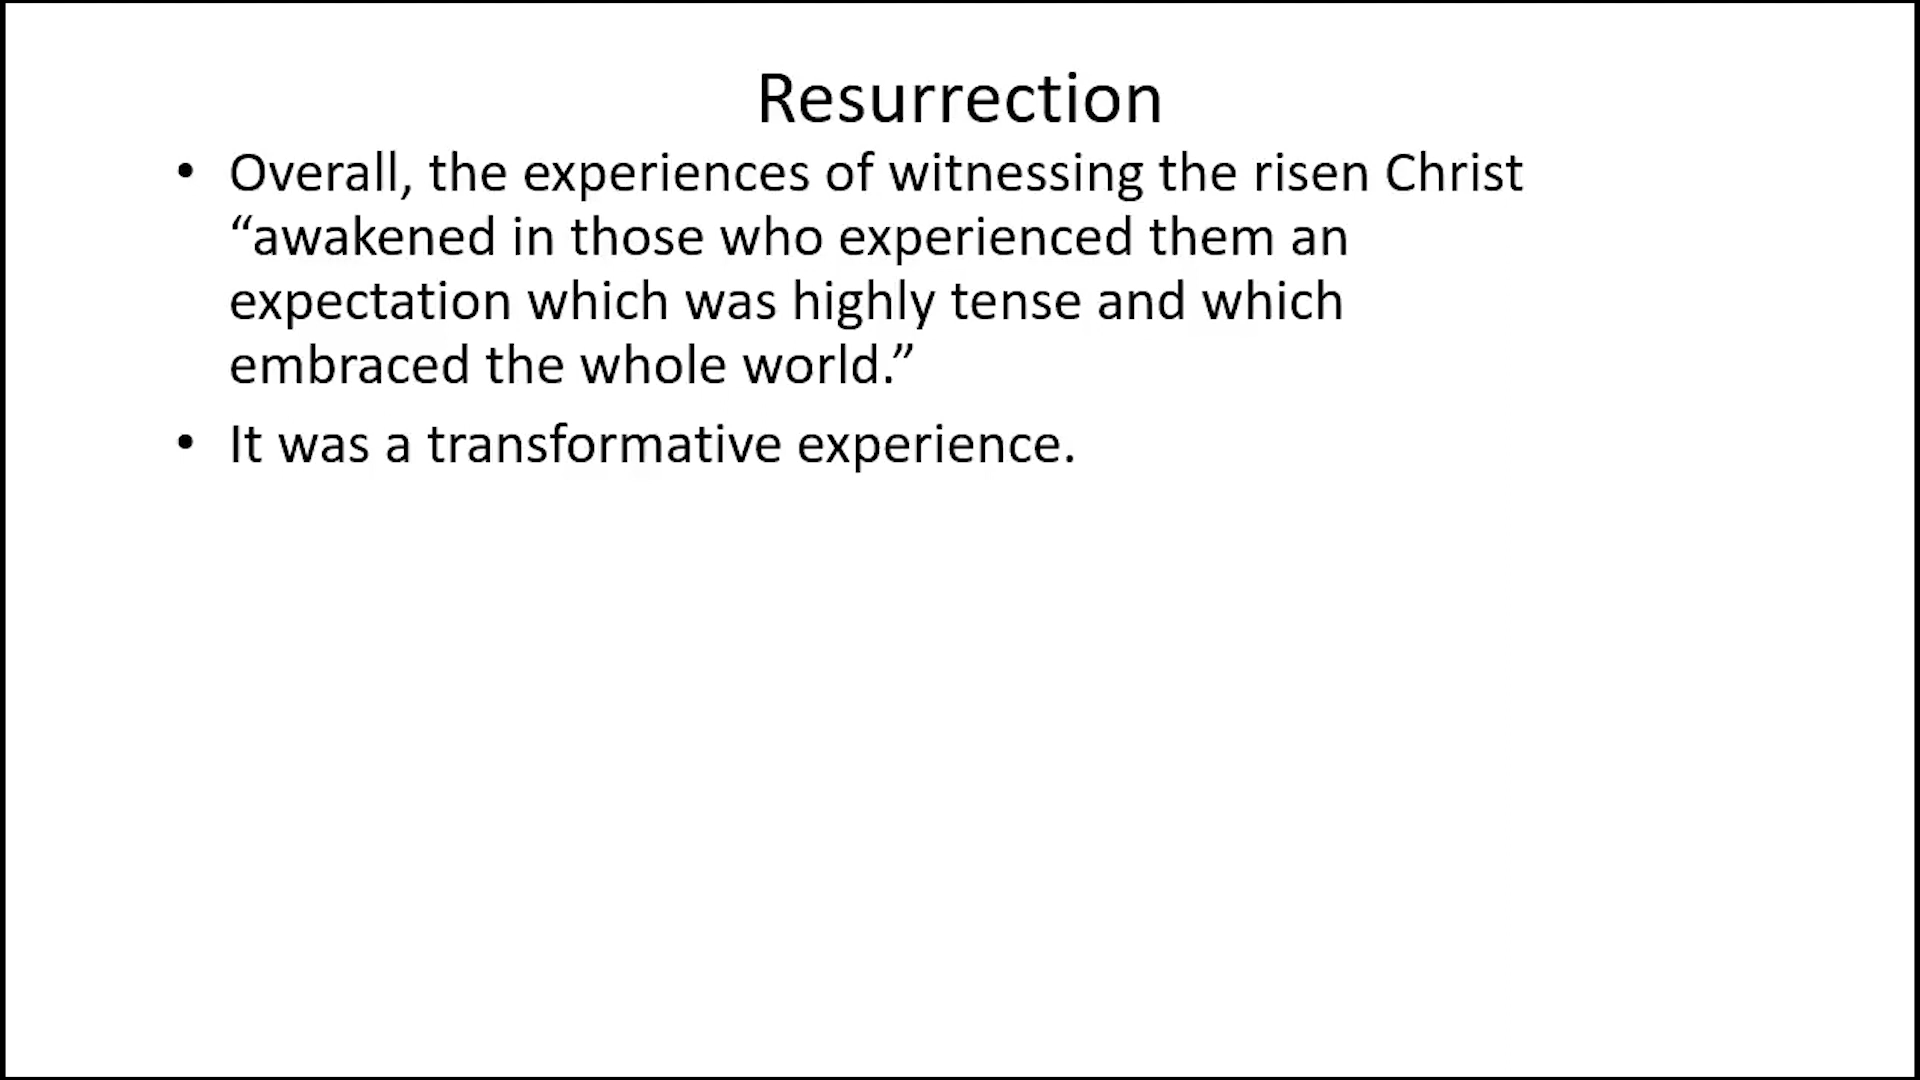 Resurrection
• Overall, the experiences of witnessing the risen Christ
“awakened in those who experienced them an
expectation which was highly tense and which
embraced the whole world.”
• It was a transformative experience.